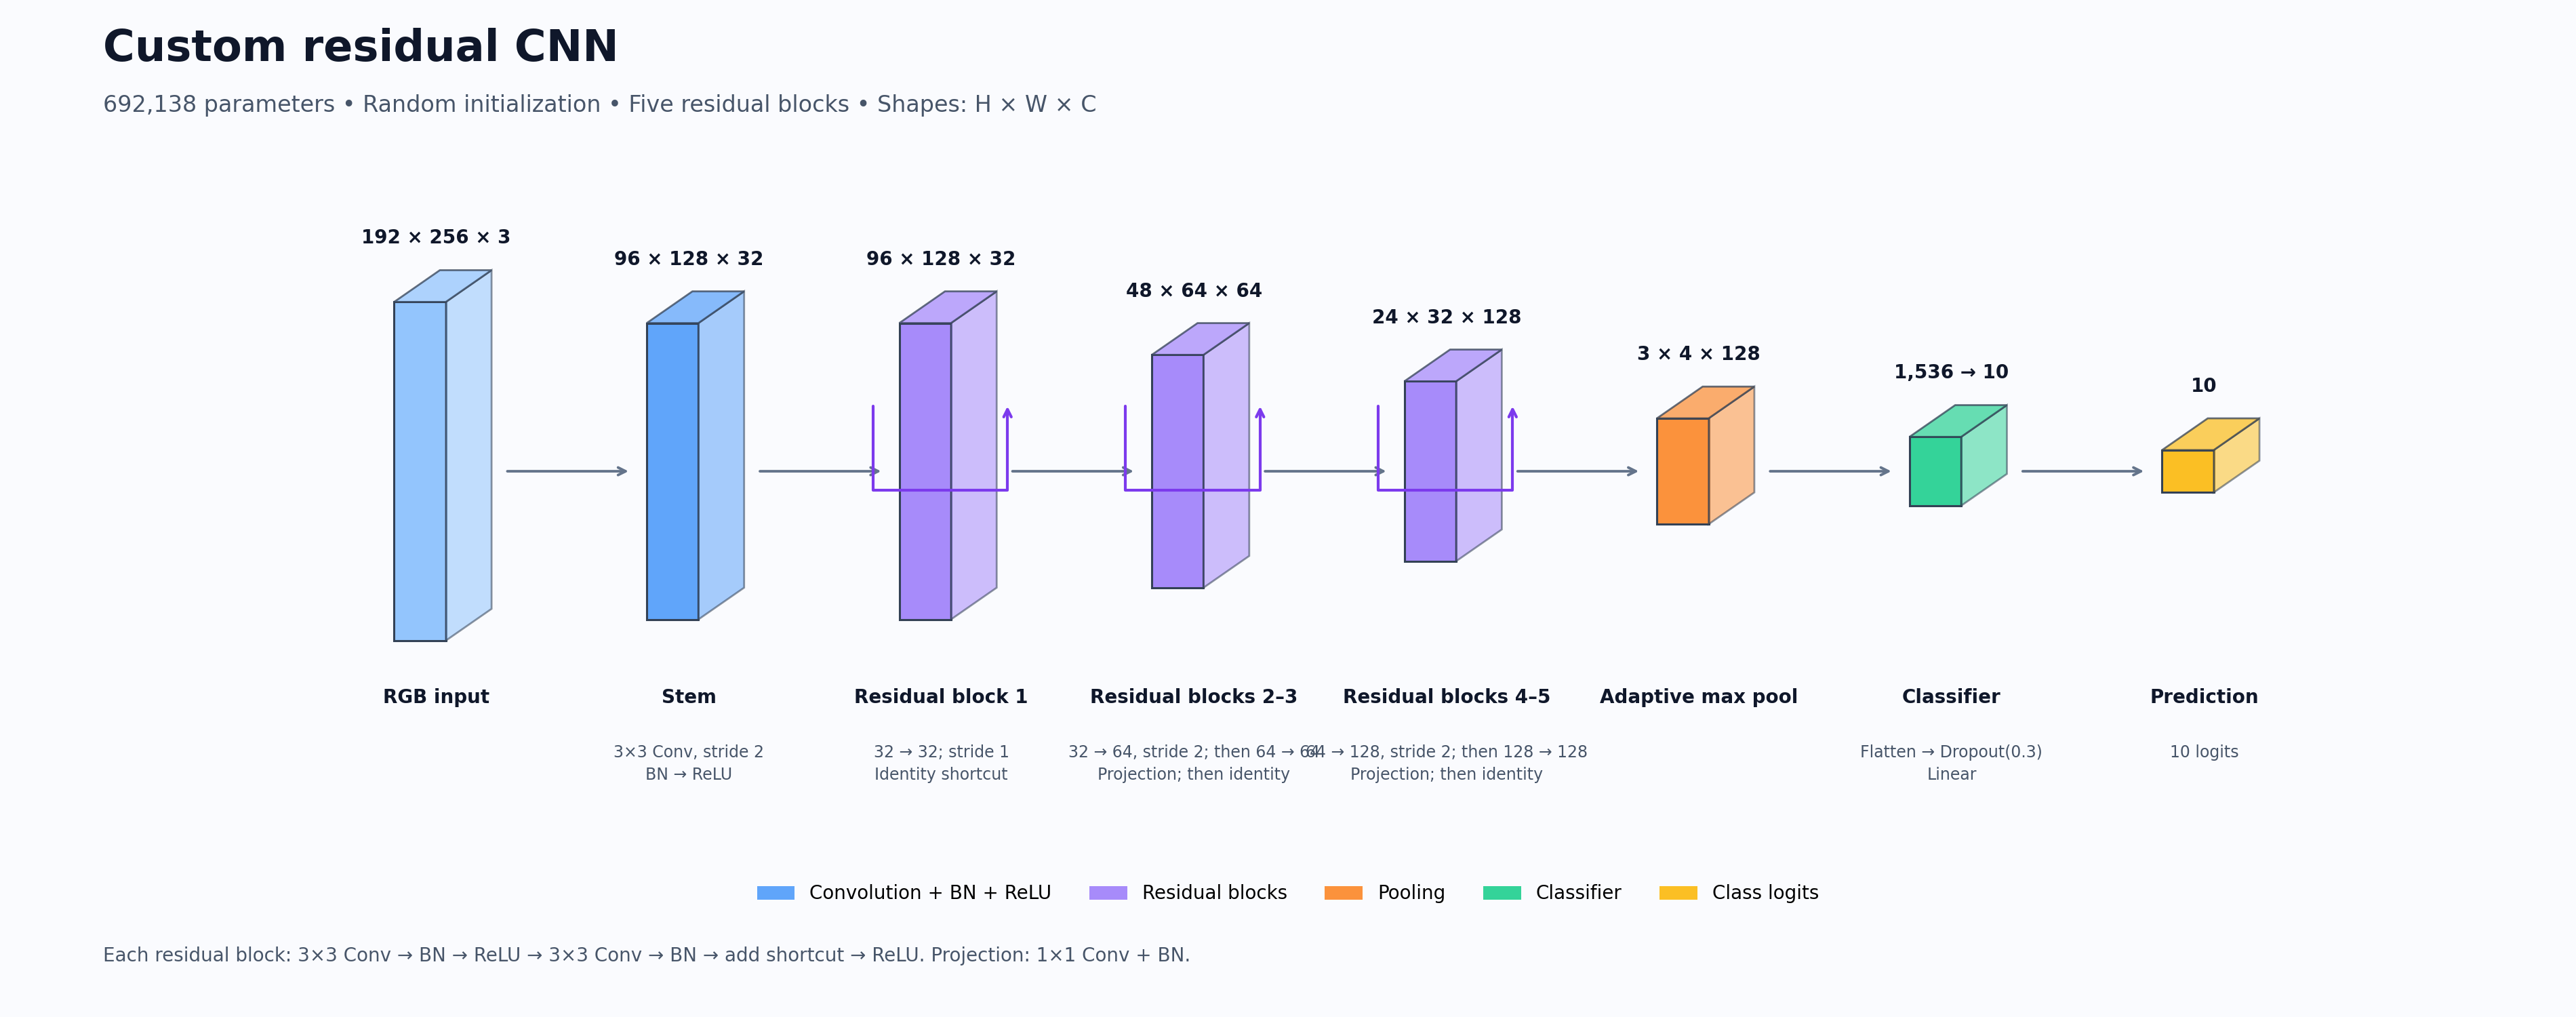 Custom residual CNN
692,138 parameters • Random initialization • Five residual blocks • Shapes: H × W × C
192 × 256 × 3
96 × 128 × 32
96 × 128 × 32
48 × 64 × 64
24 × 32 × 128
3 × 4 × 128
1,536 → 10
10
RGB input
Stem
3×3 Conv, stride 2
BN → ReLU
Residual block 1
32 → 32; stride 1
Identity shortcut
Residual blocks 2–3
32 → 64, stride 2; then 64 → 64
Projection; then identity
Residual blocks 4–5
64 → 128, stride 2; then 128 → 128
Projection; then identity
Adaptive max pool
Classifier
Flatten → Dropout(0.3)
Linear
Prediction
10 logits
Convolution + BN + ReLU
Residual blocks
Pooling
Classifier
Class logits
Each residual block: 3×3 Conv → BN → ReLU → 3×3 Conv → BN → add shortcut → ReLU. Projection: 1×1 Conv + BN.